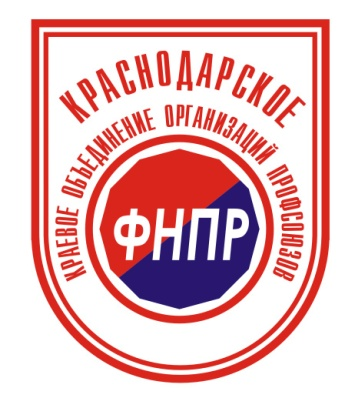 КРАСНОДАРСКОЕ
КРАЕВОЕ ОБЪЕДИНЕНИЕ ОРГАНИЗАЦИЙ ПРОФСОЮЗОВ
ФНПР